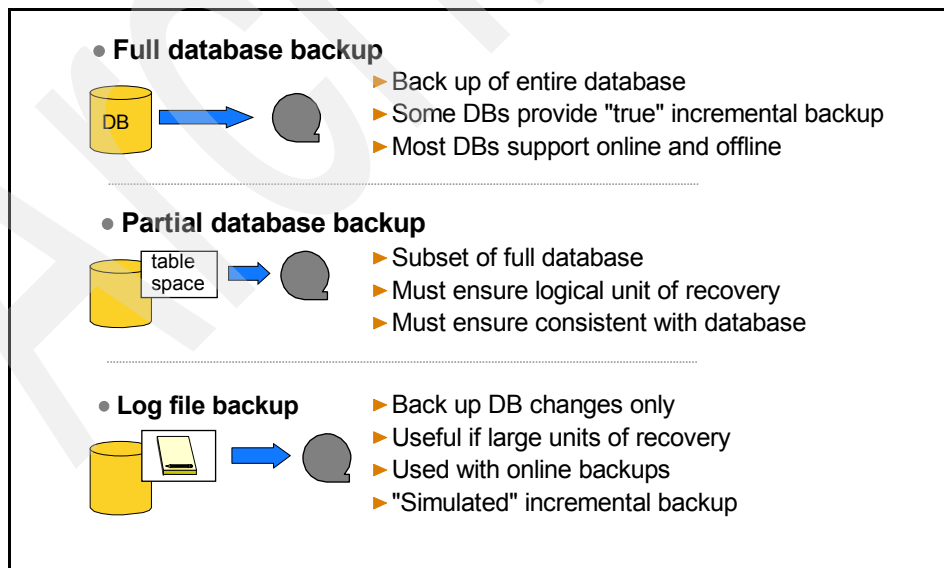 Full database backup
DB
Back up of entire database
Some DBs provide "true" incremental backup
Most DBs support online and offline
Partial database backup
table
space
Subset of full database
Must ensure logical unit of recovery
Must ensure consistent with database
Log file backup
Back up DB changes only
Useful if large units of recovery
Used with online backups
"Simulated" incremental backup